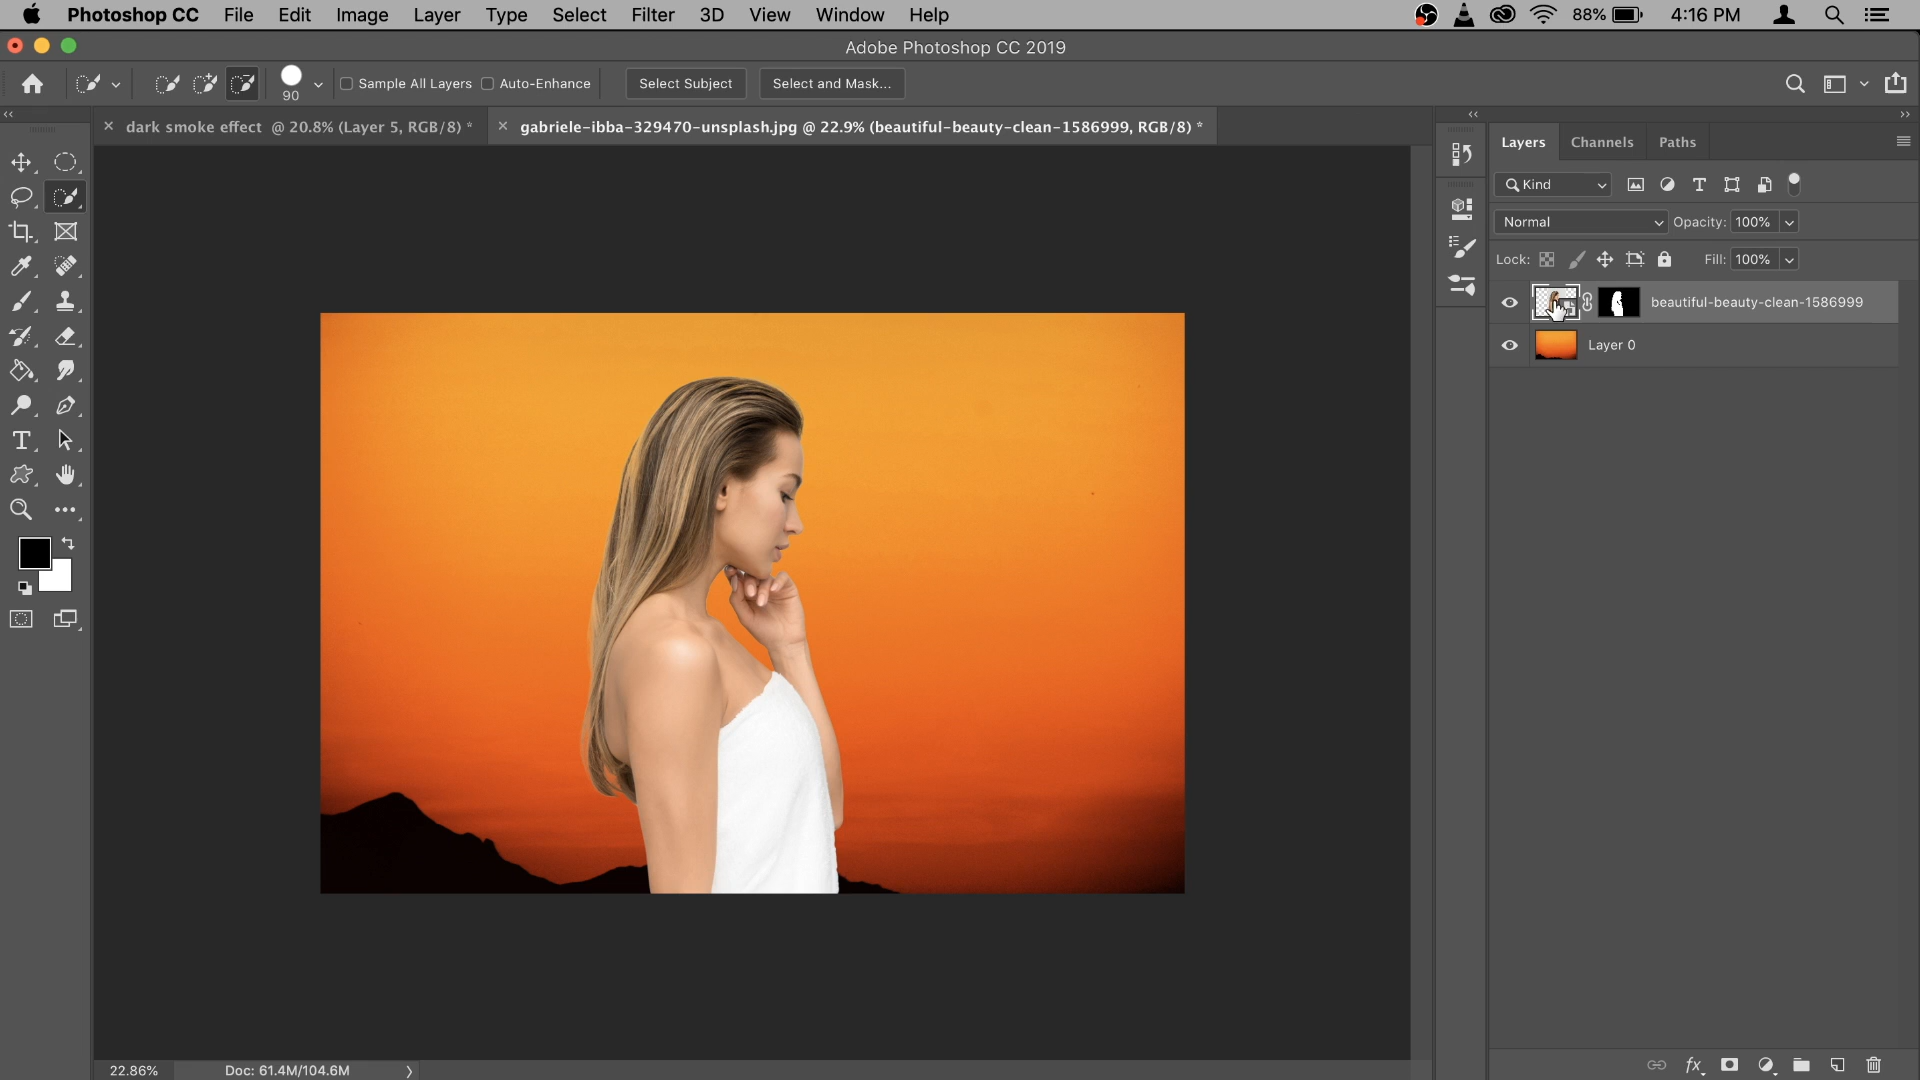 Photoshop CC File Edit Image Layer Type Select Filter 3D View Window Help 88% 4:16 PM
Adobe Photoshop CC 2019
90 Sample All Layers Auto-Enhance Select Subject Select and Mask...
dark smoke effect @ 20.8% (Layer 5, RGB/8) * gabriele-ibba-329470-unsplash.jpg @ 22.9% (beautiful-beauty-clean-1586999, RGB/8) *
Layers Channels Paths
Kind
Normal Opacity: 100%
Lock: Fill: 100%
beautiful-beauty-clean-1586999
Layer 0
22.86% Doc: 61.4M/104.6M